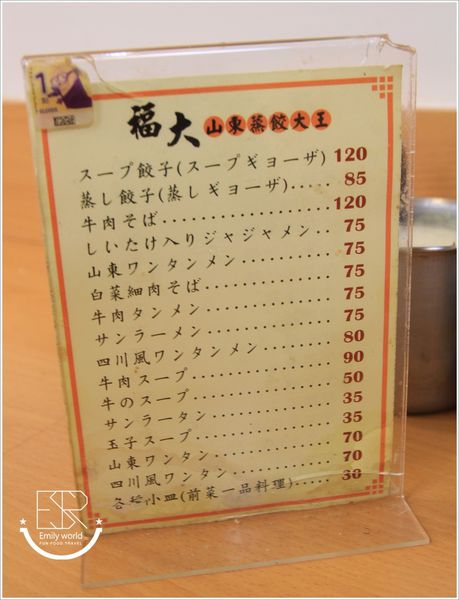 福大 山東蒸餃大王
スープ餃子(スープギョーザ) 120
蒸し餃子(蒸しギョーザ)..... 85
牛肉そば.................. 120
しいたけ入りジャジャメン.. 75
山東ワンタンメン.......... 75
白菜細肉そば.............. 75
牛肉タンメン.............. 75
サンラーメン.............. 75
四川風ワンタンメン........ 80
牛肉スープ................ 90
牛のスープ................ 50
サンラータン.............. 35
玉子スープ................ 35
山東ワンタン.............. 70
四川風ワンタン............ 70
各種小皿(前菜一品料理)..... 30
1
ESR
Emily world
FUN FOOD TRAVEL